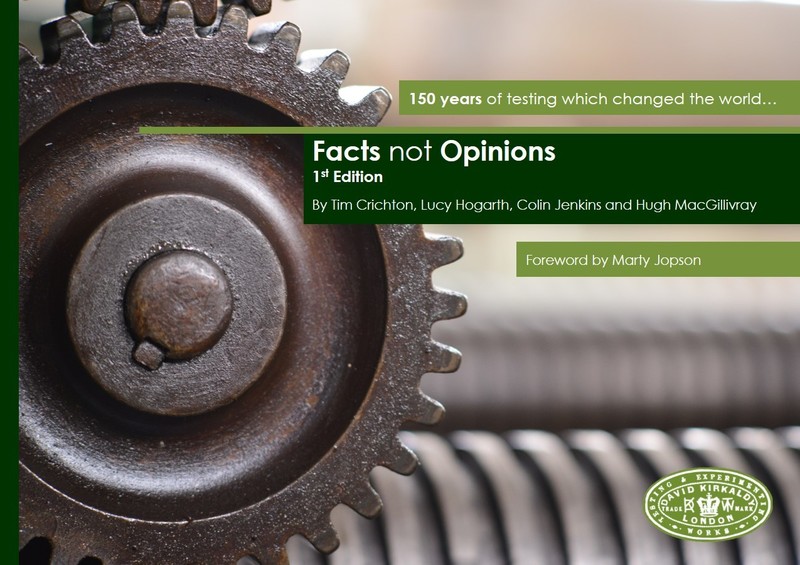 150 years of testing which changed the world...
Facts not Opinions
1st Edition
By Tim Crichton, Lucy Hogarth, Colin Jenkins and Hugh MacGillivray
Foreword by Marty Jopson
TESTING & EXPERIMENTING
DAVID KIRKALDY
TRADE MARK
LONDON
WORKS